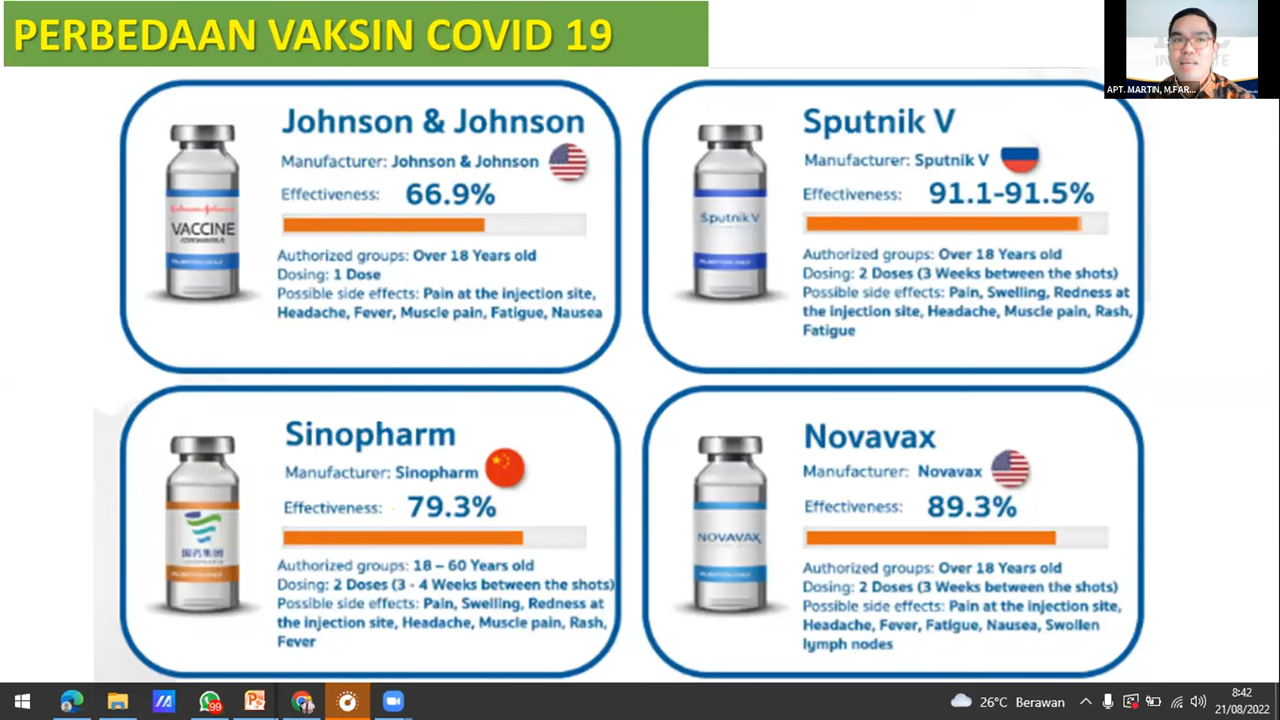 PERBEDAAN VAKSIN COVID 19
APT. MARTIN, M.FAR...
Johnson & Johnson
Manufacturer: Johnson & Johnson
Effectiveness: 66.9%
Authorized groups: Over 18 Years old
Dosing: 1 Dose
Possible side effects: Pain at the injection site,
Headache, Fever, Muscle pain, Fatigue, Nausea
VACCINE
Sputnik V
Manufacturer: Sputnik V
Effectiveness: 91.1-91.5%
Authorized groups: Over 18 Years old
Dosing: 2 Doses (3 Weeks between the shots)
Possible side effects: Pain, Swelling, Redness at
the injection site, Headache, Muscle pain, Rash,
Fatigue
Sputnik V
Sinopharm
Manufacturer: Sinopharm
Effectiveness: 79.3%
Authorized groups: 18 – 60 Years old
Dosing: 2 Doses (3 - 4 Weeks between the shots)
Possible side effects: Pain, Swelling, Redness at
the injection site, Headache, Muscle pain, Rash,
Fever
Novavax
Manufacturer: Novavax
Effectiveness: 89.3%
Authorized groups: Over 18 Years old
Dosing: 2 Doses (3 Weeks between the shots)
Possible side effects: Pain at the injection site,
Headache, Fever, Fatigue, Nausea, Swollen
lymph nodes
NOVAVAX
99
26°C Berawan
8:42
21/08/2022